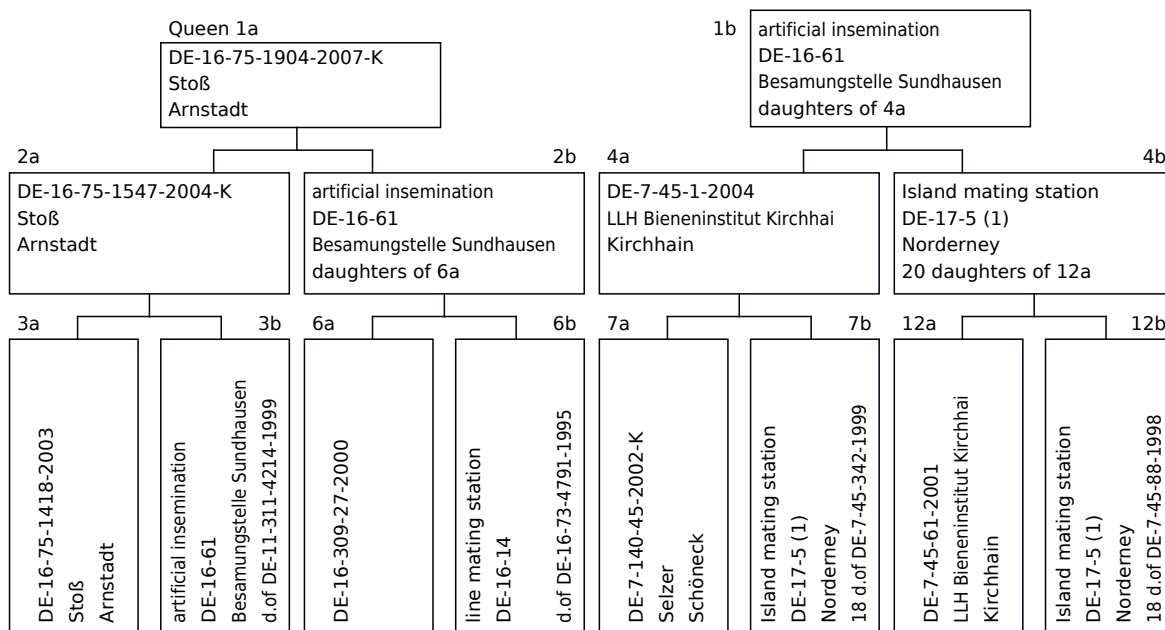 Queen 1a
DE-16-75-1904-2007-K
Stoß
Arnstadt
1b
artificial insemination
DE-16-61
Besamungstelle Sundhausen
daughters of 4a
2a
DE-16-75-1547-2004-K
Stoß
Arnstadt
2b
artificial insemination
DE-16-61
Besamungstelle Sundhausen
daughters of 6a
4a
DE-7-45-1-2004
LLH Bieneninstitut Kirchhai
Kirchhain
4b
Island mating station
DE-17-5 (1)
Norderney
20 daughters of 12a
3a
DE-16-75-1418-2003
Stoß
Arnstadt
3b
artificial insemination
DE-16-61
Besamungstelle Sundhausen
d.of DE-11-311-4214-1999
6a
DE-16-309-27-2000
6b
line mating station
DE-16-14
d.of DE-16-73-4791-1995
7a
DE-7-140-45-2002-K
Selzer
Schöneck
7b
Island mating station
DE-17-5 (1)
Norderney
18 d.of DE-7-45-342-1999
12a
DE-7-45-61-2001
LLH Bieneninstitut Kirchhai
Kirchhain
12b
Island mating station
DE-17-5 (1)
Norderney
18 d.of DE-7-45-88-1998